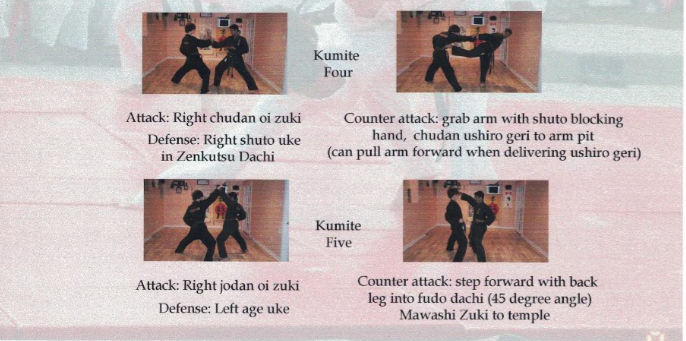 Kumite
Four
Attack: Right chudan oi zuki
Defense: Right shuto uke
in Zenkutsu Dachi
Counter attack: grab arm with shuto blocking
hand, chudan ushiro geri to arm pit
(can pull arm forward when delivering ushiro geri)
Kumite
Five
Attack: Right jodan oi zuki
Defense: Left age uke
Counter attack: step forward with back
leg into fudo dachi (45 degree angle)
Mawashi Zuki to temple